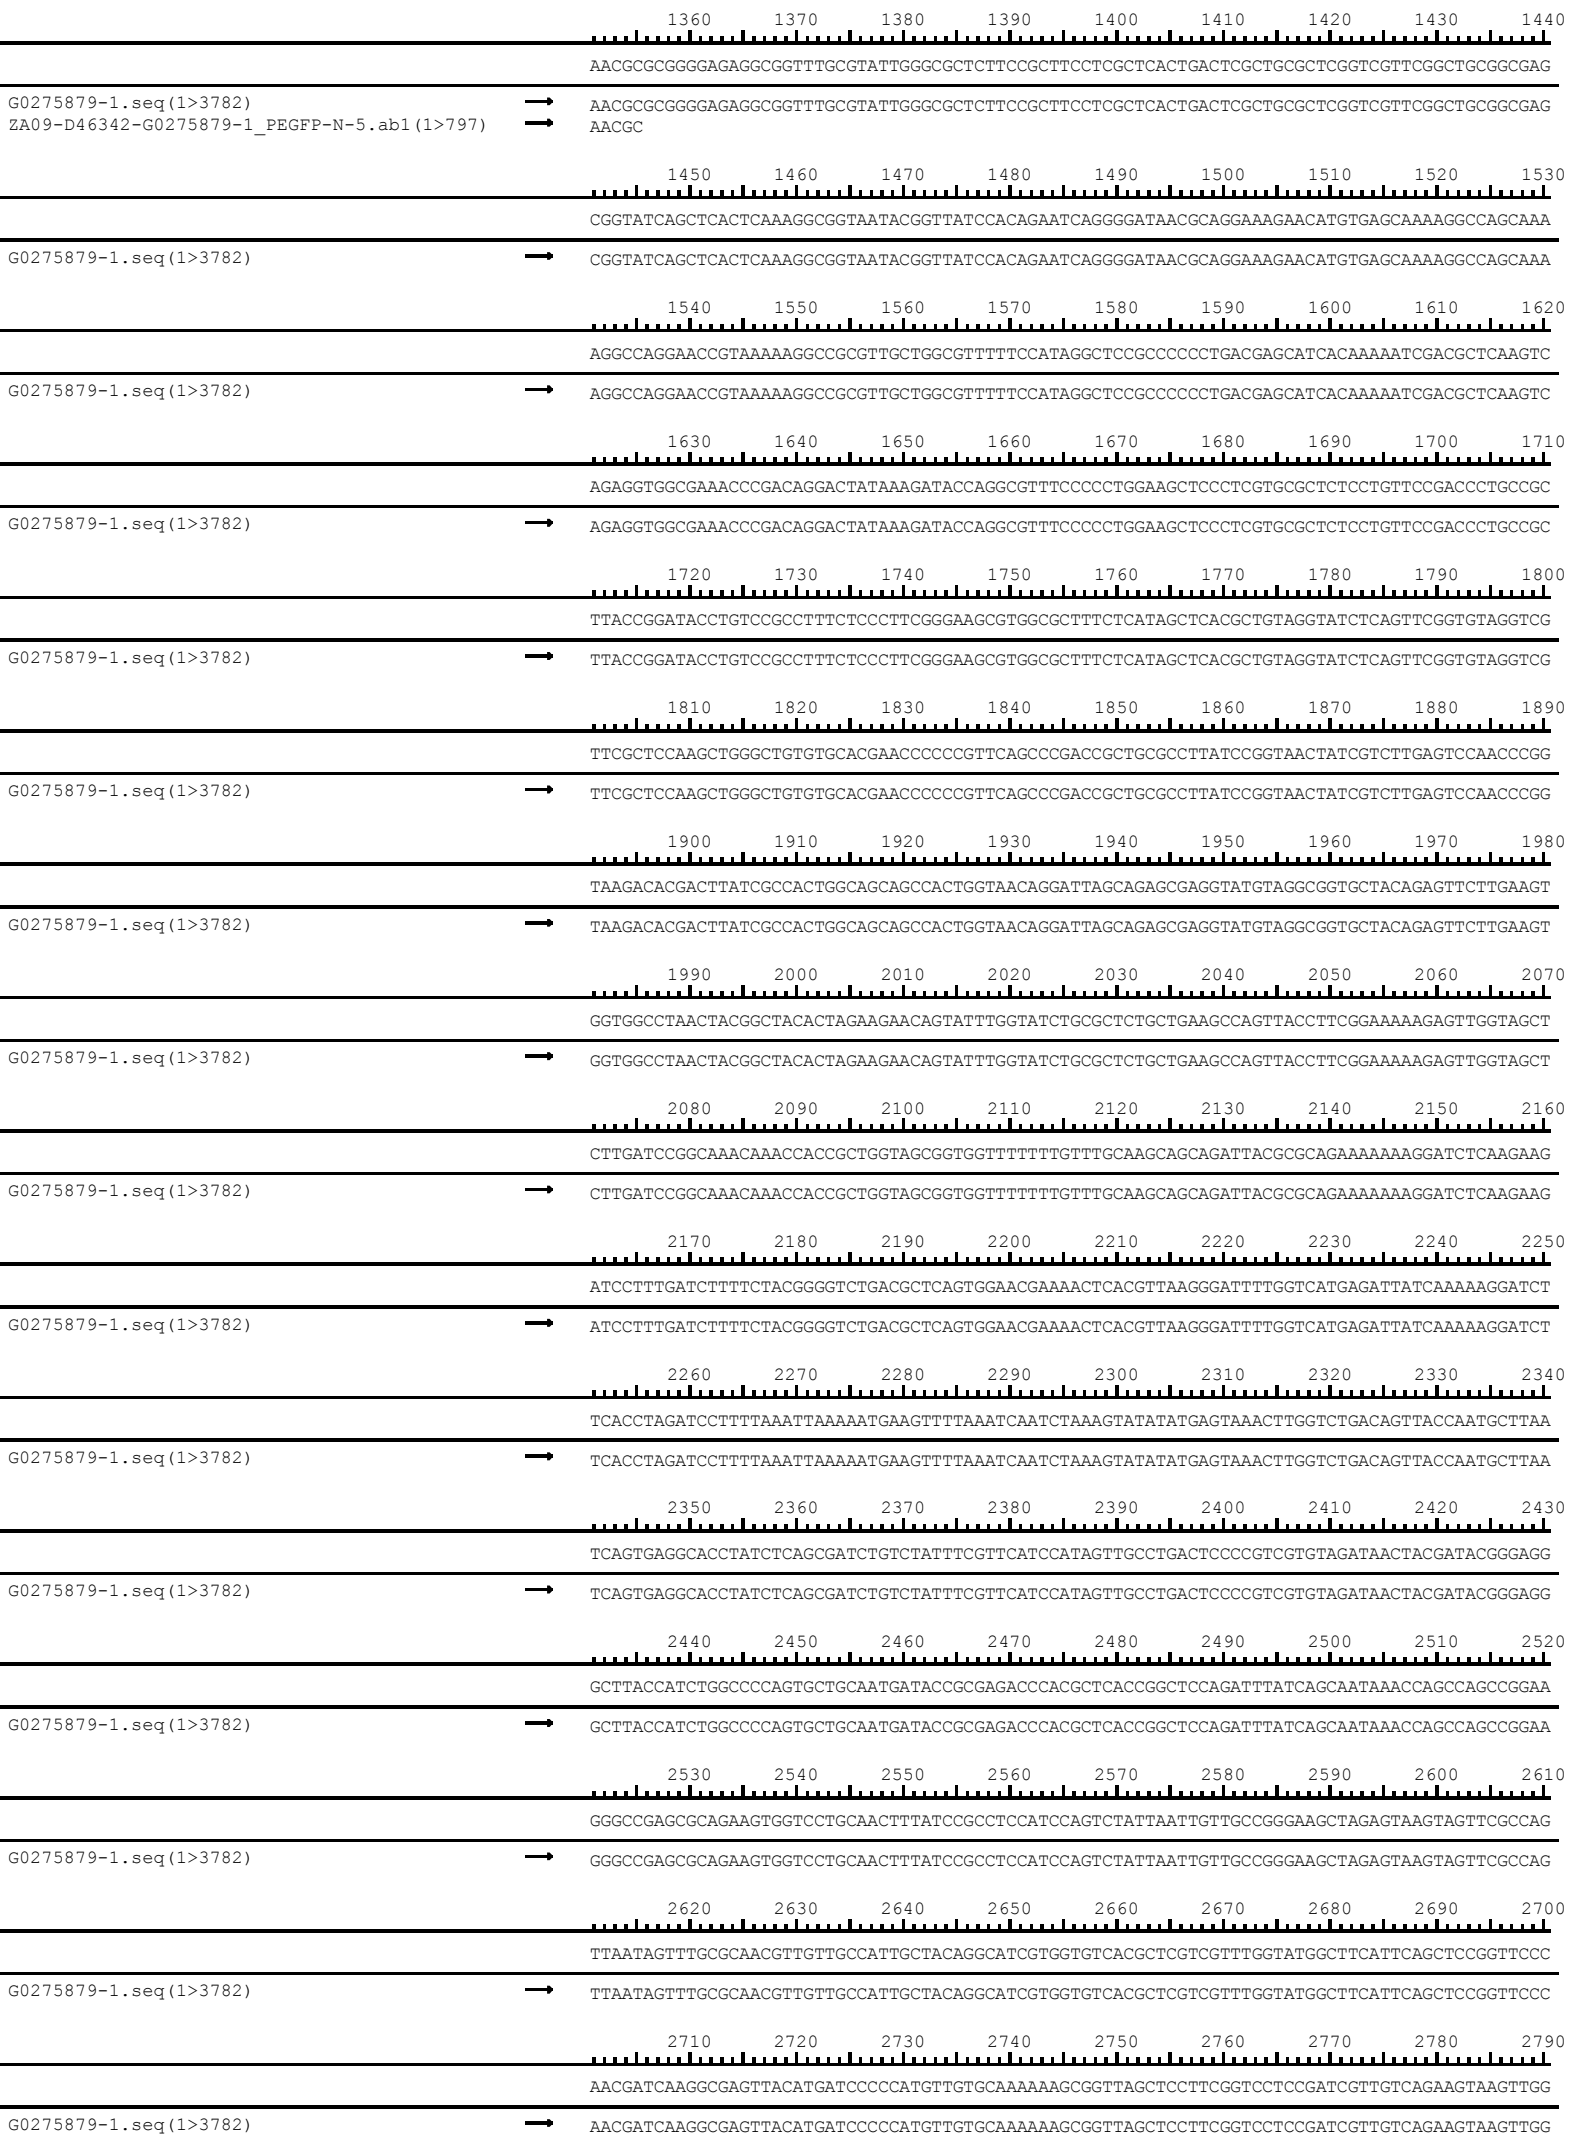 1360 1370 1380 1390 1400 1410 1420 1430 1440
AACGCGCGGGGAGAGGCGGTTTGCGTATTGGGCGCTCTTCCGCTTCCTCGCTCACTGACTCGCTGCGCTCGGTCGTTCGGCTGCGGCGAG
G0275879-1.seq(1>3782) → AACGCGCGGGGAGAGGCGGTTTGCGTATTGGGCGCTCTTCCGCTTCCTCGCTCACTGACTCGCTGCGCTCGGTCGTTCGGCTGCGGCGAG
ZA09-D46342-G0275879-1_PEGFP-N-5.ab1(1>797) → AACGC
1450 1460 1470 1480 1490 1500 1510 1520 1530
CGGTATCAGCTCACTCAAAGGCGGTAATACGGTTATCCACAGAATCAGGGGATAACGCAGGAAAGAACATGTGAGCAAAAGGCCAGCAAA
G0275879-1.seq(1>3782) → CGGTATCAGCTCACTCAAAGGCGGTAATACGGTTATCCACAGAATCAGGGGATAACGCAGGAAAGAACATGTGAGCAAAAGGCCAGCAAA
1540 1550 1560 1570 1580 1590 1600 1610 1620
AGGCCAGGAACCGTAAAAAGGCCGCGTTGCTGGCGTTTTTCCATAGGCTCCGCCCCCCTGACGAGCATCACAAAAATCGACGCTCAAGTC
G0275879-1.seq(1>3782) → AGGCCAGGAACCGTAAAAAGGCCGCGTTGCTGGCGTTTTTCCATAGGCTCCGCCCCCCTGACGAGCATCACAAAAATCGACGCTCAAGTC
1630 1640 1650 1660 1670 1680 1690 1700 1710
AGAGGTGGCGAAACCCGACAGGACTATAAAGATACCAGGCGTTTCCCCCTGGAAGCTCCCTCGTGCGCTCTCCTGTTCCGACCCTGCCGC
G0275879-1.seq(1>3782) → AGAGGTGGCGAAACCCGACAGGACTATAAAGATACCAGGCGTTTCCCCCTGGAAGCTCCCTCGTGCGCTCTCCTGTTCCGACCCTGCCGC
1720 1730 1740 1750 1760 1770 1780 1790 1800
TTACCGGATACCTGTCCGCCTTTCTCCCTTCGGGAAGCGTGGCGCTTTCTCATAGCTCACGCTGTAGGTATCTCAGTTCGGTGTAGGTCG
G0275879-1.seq(1>3782) → TTACCGGATACCTGTCCGCCTTTCTCCCTTCGGGAAGCGTGGCGCTTTCTCATAGCTCACGCTGTAGGTATCTCAGTTCGGTGTAGGTCG
1810 1820 1830 1840 1850 1860 1870 1880 1890
TTCGCTCCAAGCTGGGCTGTGTGCACGAACCCCCCGTTCAGCCCGACCGCTGCGCCTTATCCGGTAACTATCGTCTTGAGTCCAACCCGG
G0275879-1.seq(1>3782) → TTCGCTCCAAGCTGGGCTGTGTGCACGAACCCCCCGTTCAGCCCGACCGCTGCGCCTTATCCGGTAACTATCGTCTTGAGTCCAACCCGG
1900 1910 1920 1930 1940 1950 1960 1970 1980
TAAGACACGACTTATCGCCACTGGCAGCAGCCACTGGTAACAGGATTAGCAGAGCGAGGTATGTAGGCGGTGCTACAGAGTTCTTGAAGT
G0275879-1.seq(1>3782) → TAAGACACGACTTATCGCCACTGGCAGCAGCCACTGGTAACAGGATTAGCAGAGCGAGGTATGTAGGCGGTGCTACAGAGTTCTTGAAGT
1990 2000 2010 2020 2030 2040 2050 2060 2070
GGTGGCCTAACTACGGCTACACTAGAAGAACAGTATTTGGTATCTGCGCTCTGCTGAAGCCAGTTACCTTCGGAAAAAGAGTTGGTAGCT
G0275879-1.seq(1>3782) → GGTGGCCTAACTACGGCTACACTAGAAGAACAGTATTTGGTATCTGCGCTCTGCTGAAGCCAGTTACCTTCGGAAAAAGAGTTGGTAGCT
2080 2090 2100 2110 2120 2130 2140 2150 2160
CTTGATCCGGCAAACAAACCACCGCTGGTAGCGGTGGTTTTTTTGTTTGCAAGCAGCAGATTACGCGCAGAAAAAAAGGATCTCAAGAAG
G0275879-1.seq(1>3782) → CTTGATCCGGCAAACAAACCACCGCTGGTAGCGGTGGTTTTTTTGTTTGCAAGCAGCAGATTACGCGCAGAAAAAAAGGATCTCAAGAAG
2170 2180 2190 2200 2210 2220 2230 2240 2250
ATCCTTTGATCTTTTCTACGGGGTCTGACGCTCAGTGGAACGAAAACTCACGTTAAGGGATTTTGGTCATGAGATTATCAAAAAGGATCT
G0275879-1.seq(1>3782) → ATCCTTTGATCTTTTCTACGGGGTCTGACGCTCAGTGGAACGAAAACTCACGTTAAGGGATTTTGGTCATGAGATTATCAAAAAGGATCT
2260 2270 2280 2290 2300 2310 2320 2330 2340
TCACCTAGATCCTTTTAAATTAAAAATGAAGTTTTAAATCAATCTAAAGTATATATGAGTAAACTTGGTCTGACAGTTACCAATGCTTAA
G0275879-1.seq(1>3782) → TCACCTAGATCCTTTTAAATTAAAAATGAAGTTTTAAATCAATCTAAAGTATATATGAGTAAACTTGGTCTGACAGTTACCAATGCTTAA
2350 2360 2370 2380 2390 2400 2410 2420 2430
TCAGTGAGGCACCTATCTCAGCGATCTGTCTATTTCGTTCATCCATAGTTGCCTGACTCCCCGTCGTGTAGATAACTACGATACGGGAGG
G0275879-1.seq(1>3782) → TCAGTGAGGCACCTATCTCAGCGATCTGTCTATTTCGTTCATCCATAGTTGCCTGACTCCCCGTCGTGTAGATAACTACGATACGGGAGG
2440 2450 2460 2470 2480 2490 2500 2510 2520
GCTTACCATCTGGCCCCAGTGCTGCAATGATACCGCGAGACCCACGCTCACCGGCTCCAGATTTATCAGCAATAAACCAGCCAGCCGGAA
G0275879-1.seq(1>3782) → GCTTACCATCTGGCCCCAGTGCTGCAATGATACCGCGAGACCCACGCTCACCGGCTCCAGATTTATCAGCAATAAACCAGCCAGCCGGAA
2530 2540 2550 2560 2570 2580 2590 2600 2610
GGGCCGAGCGCAGAAGTGGTCCTGCAACTTTATCCGCCTCCATCCAGTCTATTAATTGTTGCCGGGAAGCTAGAGTAAGTAGTTCGCCAG
G0275879-1.seq(1>3782) → GGGCCGAGCGCAGAAGTGGTCCTGCAACTTTATCCGCCTCCATCCAGTCTATTAATTGTTGCCGGGAAGCTAGAGTAAGTAGTTCGCCAG
2620 2630 2640 2650 2660 2670 2680 2690 2700
TTAATAGTTTGCGCAACGTTGTTGCCATTGCTACAGGCATCGTGGTGTCACGCTCGTCGTTTGGTATGGCTTCATTCAGCTCCGGTTCCC
G0275879-1.seq(1>3782) → TTAATAGTTTGCGCAACGTTGTTGCCATTGCTACAGGCATCGTGGTGTCACGCTCGTCGTTTGGTATGGCTTCATTCAGCTCCGGTTCCC
2710 2720 2730 2740 2750 2760 2770 2780 2790
AACGATCAAGGCGAGTTACATGATCCCCCATGTTGTGCAAAAAAGCGGTTAGCTCCTTCGGTCCTCCGATCGTTGTCAGAAGTAAGTTGG
G0275879-1.seq(1>3782) → AACGATCAAGGCGAGTTACATGATCCCCCATGTTGTGCAAAAAAGCGGTTAGCTCCTTCGGTCCTCCGATCGTTGTCAGAAGTAAGTTGG